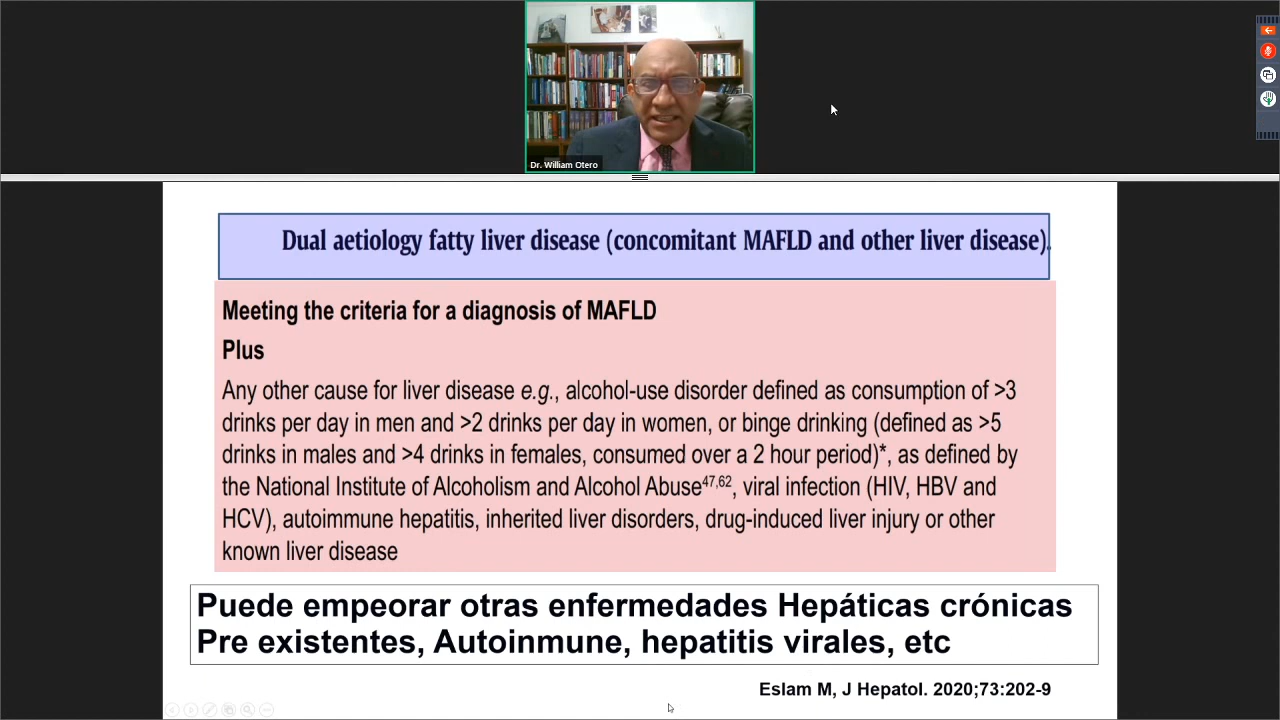 Dr. William Otero
Dual aetiology fatty liver disease (concomitant MAFLD and other liver disease).
Meeting the criteria for a diagnosis of MAFLD
Plus
Any other cause for liver disease e.g., alcohol-use disorder defined as consumption of >3
drinks per day in men and >2 drinks per day in women, or binge drinking (defined as >5
drinks in males and >4 drinks in females, consumed over a 2 hour period)*, as defined by
the National Institute of Alcoholism and Alcohol Abuse47,62, viral infection (HIV, HBV and
HCV), autoimmune hepatitis, inherited liver disorders, drug-induced liver injury or other
known liver disease
Puede empeorar otras enfermedades Hepáticas crónicas
Pre existentes, Autoinmune, hepatitis virales, etc
Eslam M, J Hepatol. 2020;73:202-9